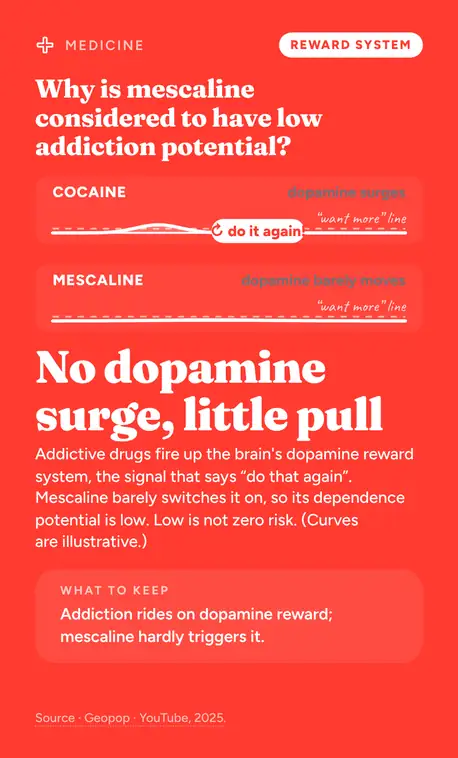 MEDICINE
REWARD SYSTEM
Why is mescaline
considered to have low
addiction potential?
COCAINE
dopamine surges
"want more" line
do it again
MESCALINE
dopamine barely moves
"want more" line
No dopamine
surge, little pull
Addictive drugs fire up the brain's dopamine reward
system, the signal that says “do that again”.
Mescaline barely switches it on, so its dependence
potential is low. Low is not zero risk. (Curves
are illustrative.)
WHAT TO KEEP
Addiction rides on dopamine reward;
mescaline hardly triggers it.
Source · Geopop · YouTube, 2025.